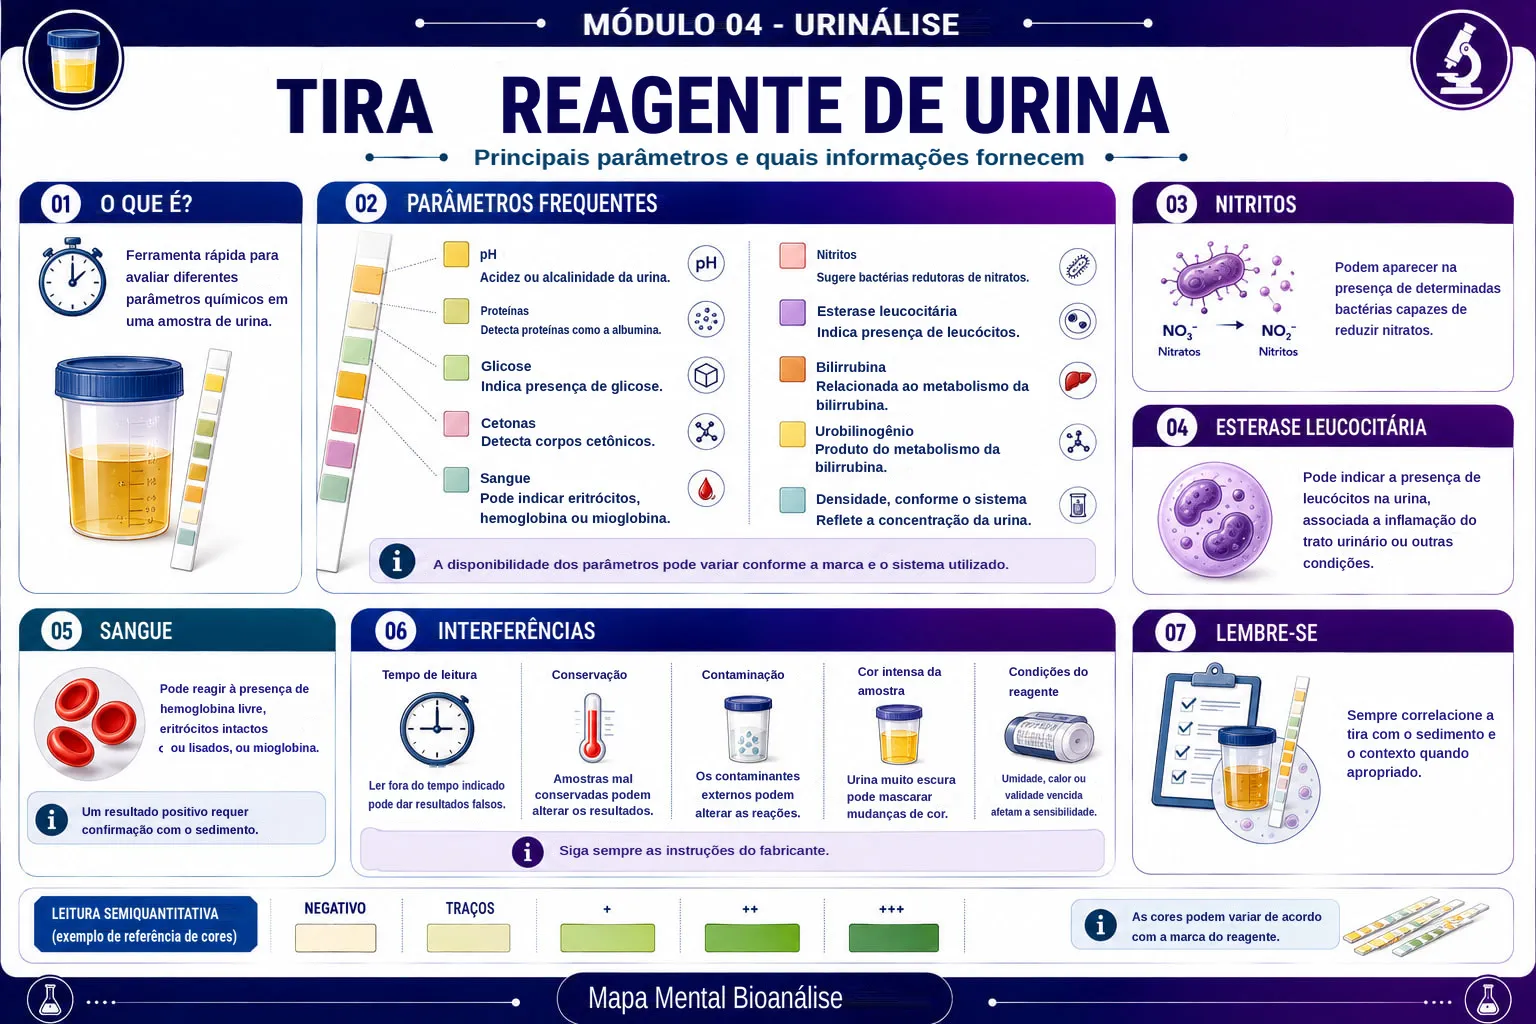 MÓDULO 04 - URINÁLISE
TIRA REAGENTE DE URINA
Principais parâmetros e quais informações fornecem
01 O QUE É?
Ferramenta rápida para
avaliar diferentes
parâmetros químicos em
uma amostra de urina.
02 PARÂMETROS FREQUENTES
pH
Acidez ou alcalinidade da urina.
pH
Proteínas
Detecta proteínas como a albumina.
Glicose
Indica presença de glicose.
Cetonas
Detecta corpos cetônicos.
Sangue
Pode indicar eritrócitos,
hemoglobina ou mioglobina.
Nitritos
Sugere bactérias redutoras de nitratos.
Esterase leucocitária
Indica presença de leucócitos.
Bilirrubina
Relacionada ao metabolismo da
bilirrubina.
Urobilinogênio
Produto do metabolismo da
bilirrubina.
Densidade, conforme o sistema
Reflete a concentração da urina.
i A disponibilidade dos parâmetros pode variar conforme a marca e o sistema utilizado.
03 NITRITOS
NO₃⁻ → NO₂⁻
Nitratos Nitritos
Podem aparecer na
presença de determinadas
bactérias capazes de
reduzir nitratos.
04 ESTERASE LEUCOCITÁRIA
Pode indicar a presença de
leucócitos na urina,
associada a inflamação do
trato urinário ou outras
condições.
05 SANGUE
Pode reagir à presença de
hemoglobina livre,
eritrócitos intactos
ou lisados, ou mioglobina.
i Um resultado positivo requer
confirmação com o sedimento.
06 INTERFERÊNCIAS
Tempo de leitura
Ler fora do tempo indicado
pode dar resultados falsos.
Conservação
Amostras mal
conservadas podem
alterar os resultados.
Contaminação
Os contaminantes
externos podem
alterar as reações.
Cor intensa da
amostra
Urina muito escura
pode mascarar
mudanças de cor.
Condições do
reagente
Umidade, calor ou
validade vencida
afetam a sensibilidade.
i Siga sempre as instruções do fabricante.
07 LEMBRE-SE
Sempre correlacione a
tira com o sedimento e
o contexto quando
apropriado.
LEITURA SEMIQUANTITATIVA
(exemplo de referência de cores)
NEGATIVO
TRAÇOS
+
++
+++
i As cores podem variar de acordo
com a marca do reagente.
Mapa Mental Bioanálise